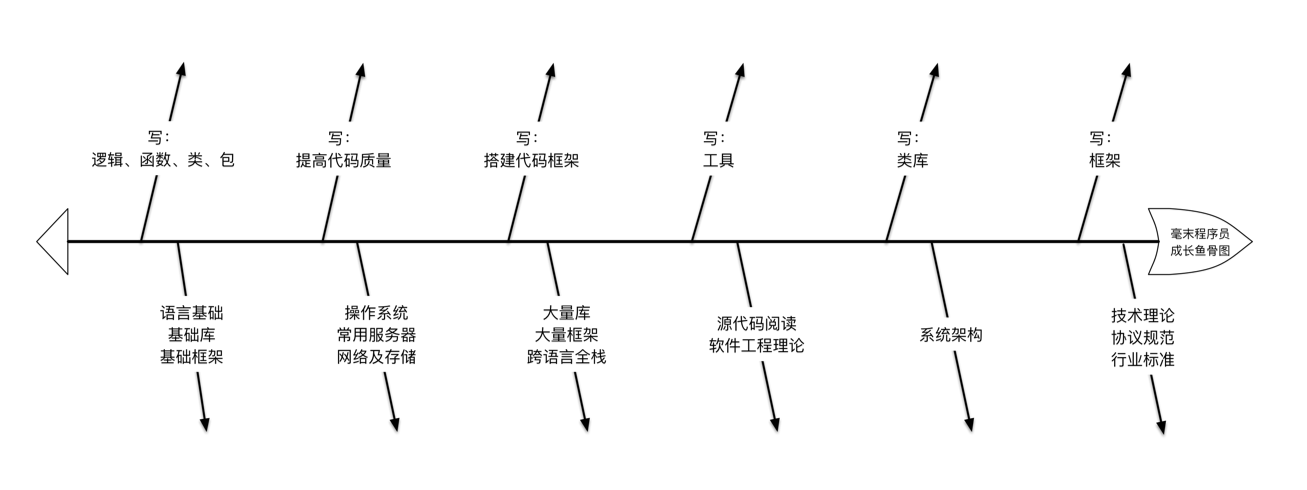 写：
逻辑、函数、类、包
写：
提高代码质量
写：
搭建代码框架
写：
工具
写：
类库
写：
框架
毫末程序员
成长鱼骨图
语言基础
基础库
基础框架
操作系统
常用服务器
网络及存储
大量库
大量框架
跨语言全栈
源代码阅读
软件工程理论
系统架构
技术理论
协议规范
行业标准